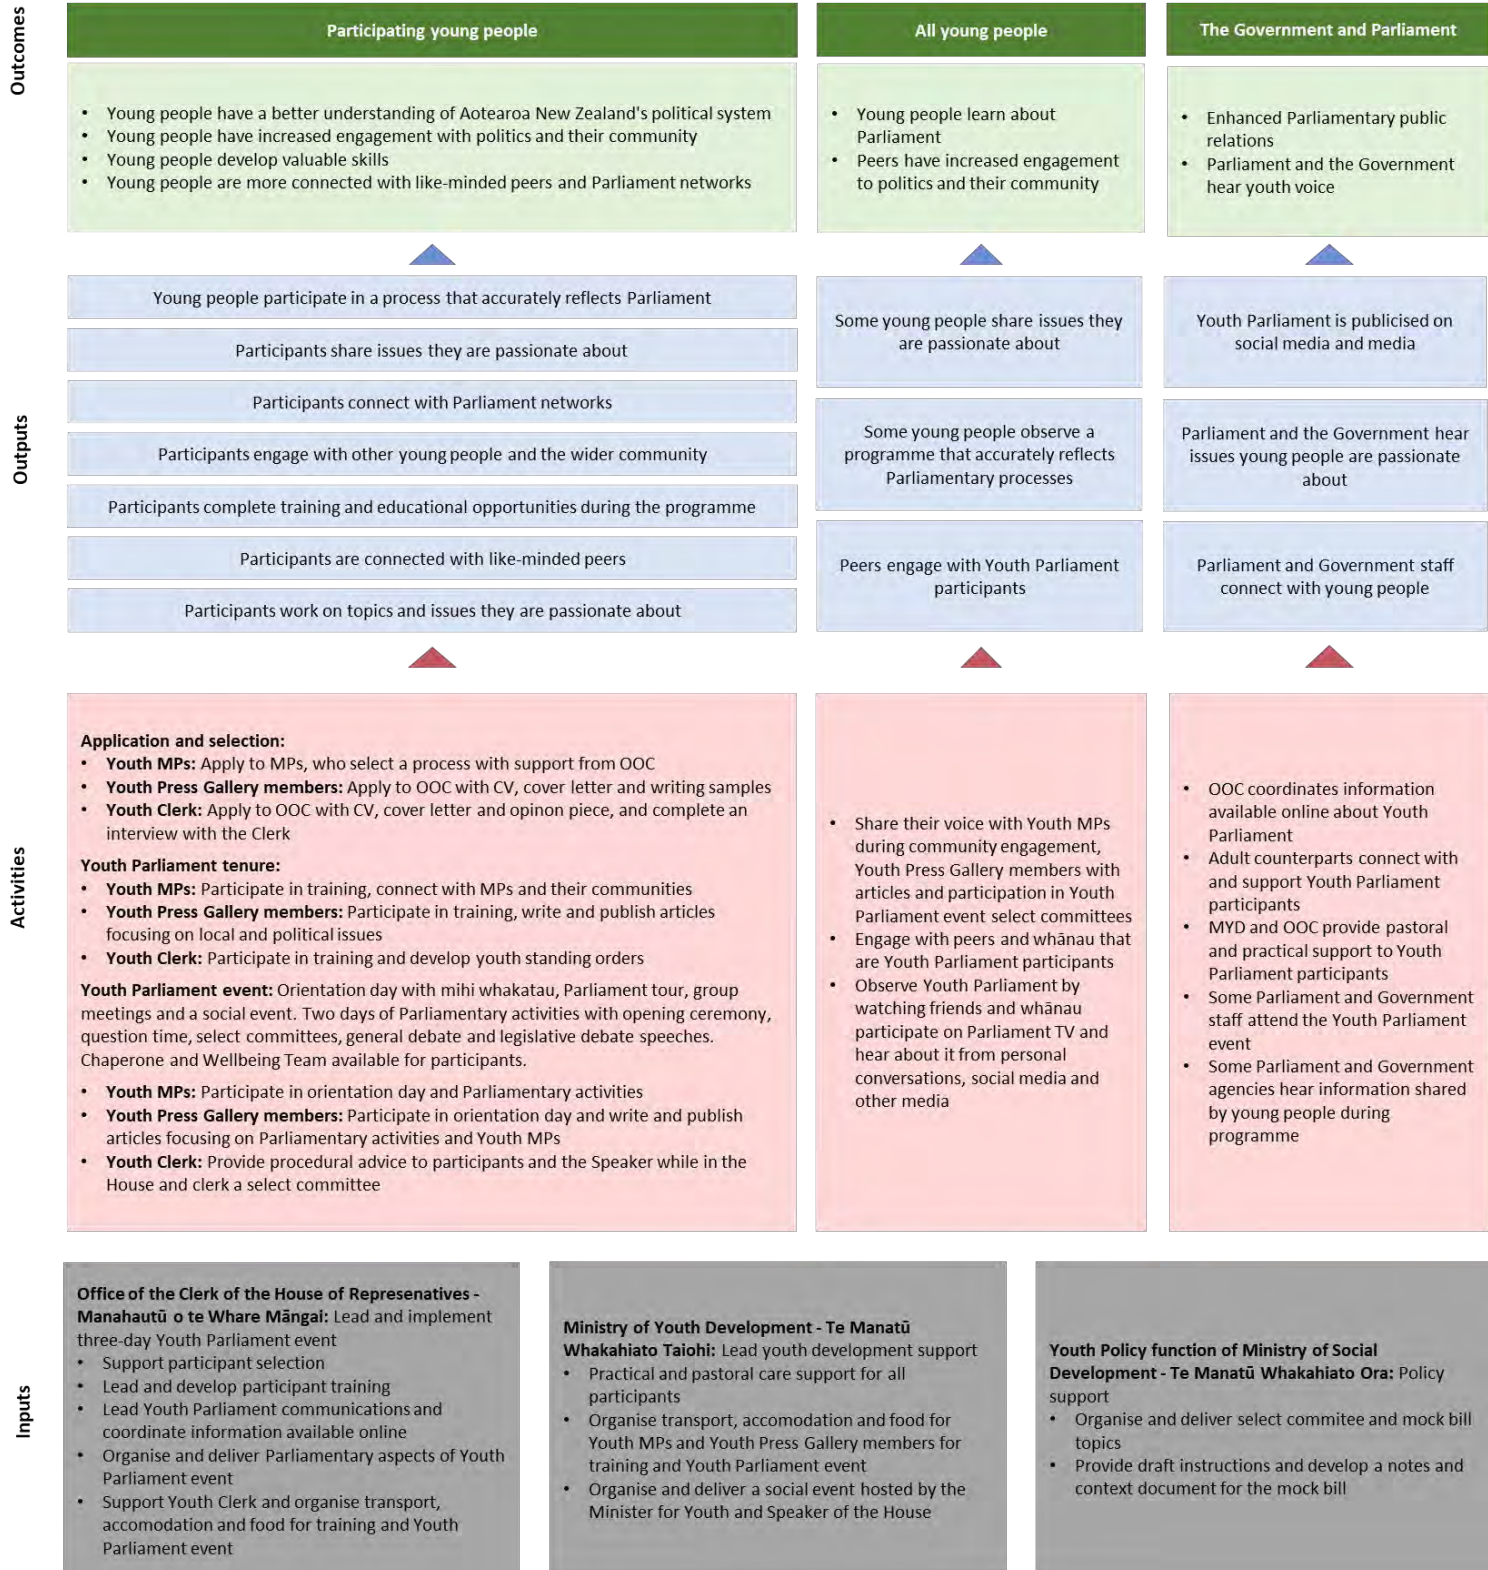 Outcomes
Participating young people
• Young people have a better understanding of Aotearoa New Zealand's political system
• Young people have increased engagement with politics and their community
• Young people develop valuable skills
• Young people are more connected with like-minded peers and Parliament networks
All young people
• Young people learn about
Parliament
• Peers have increased engagement
to politics and their community
The Government and Parliament
• Enhanced Parliamentary public
relations
• Parliament and the Government
hear youth voice
Outputs
Young people participate in a process that accurately reflects Parliament
Participants share issues they are passionate about
Participants connect with Parliament networks
Participants engage with other young people and the wider community
Participants complete training and educational opportunities during the programme
Participants are connected with like-minded peers
Participants work on topics and issues they are passionate about
Some young people share issues they
are passionate about
Some young people observe a
programme that accurately reflects
Parliamentary processes
Peers engage with Youth Parliament
participants
Youth Parliament is publicised on
social media and media
Parliament and the Government hear
issues young people are passionate
about
Parliament and Government staff
connect with young people
Activities
Application and selection:
• Youth MPs: Apply to MPs, who select a process with support from OOC
• Youth Press Gallery members: Apply to OOC with CV, cover letter and writing samples
• Youth Clerk: Apply to OOC with CV, cover letter and opinon piece, and complete an
interview with the Clerk
Youth Parliament tenure:
• Youth MPs: Participate in training, connect with MPs and their communities
• Youth Press Gallery members: Participate in training, write and publish articles
focusing on local and political issues
• Youth Clerk: Participate in training and develop youth standing orders
Youth Parliament event: Orientation day with mihi whakatau, Parliament tour, group
meetings and a social event. Two days of Parliamentary activities with opening ceremony,
question time, select committees, general debate and legislative debate speeches.
Chaperone and Wellbeing Team available for participants.
• Youth MPs: Participate in orientation day and Parliamentary activities
• Youth Press Gallery members: Participate in orientation day and write and publish
articles focusing on Parliamentary activities and Youth MPs
• Youth Clerk: Provide procedural advice to participants and the Speaker while in the
House and clerk a select committee
• Share their voice with Youth MPs
during community engagement,
Youth Press Gallery members with
articles and participation in Youth
Parliament event select committees
• Engage with peers and whānau that
are Youth Parliament participants
• Observe Youth Parliament by
watching friends and whānau
participate on Parliament TV and
hear about it from personal
conversations, social media and
other media
• OOC coordinates information
available online about Youth
Parliament
• Adult counterparts connect with
and support Youth Parliament
participants
• MYD and OOC provide pastoral
and practical support to Youth
Parliament participants
• Some Parliament and Government
staff attend the Youth Parliament
event
• Some Parliament and Government
agencies hear information shared
by young people during
programme
Inputs
Office of the Clerk of the House of Represenatives -
Manahautū o te Whare Māngai: Lead and implement
three-day Youth Parliament event
• Support participant selection
• Lead and develop participant training
• Lead Youth Parliament communications and
coordinate information available online
• Organise and deliver Parliamentary aspects of Youth
Parliament event
• Support Youth Clerk and organise transport,
accomodation and food for training and Youth
Parliament event
Ministry of Youth Development - Te Manatū
Whakahiato Taiohi: Lead youth development support
• Practical and pastoral care support for all
participants
• Organise transport, accomodation and food for
Youth MPs and Youth Press Gallery members for
training and Youth Parliament event
• Organise and deliver a social event hosted by the
Minister for Youth and Speaker of the House
Youth Policy function of Ministry of Social
Development - Te Manatū Whakahiato Ora: Policy
support
• Organise and deliver select commitee and mock bill
topics
• Provide draft instructions and develop a notes and
context document for the mock bill